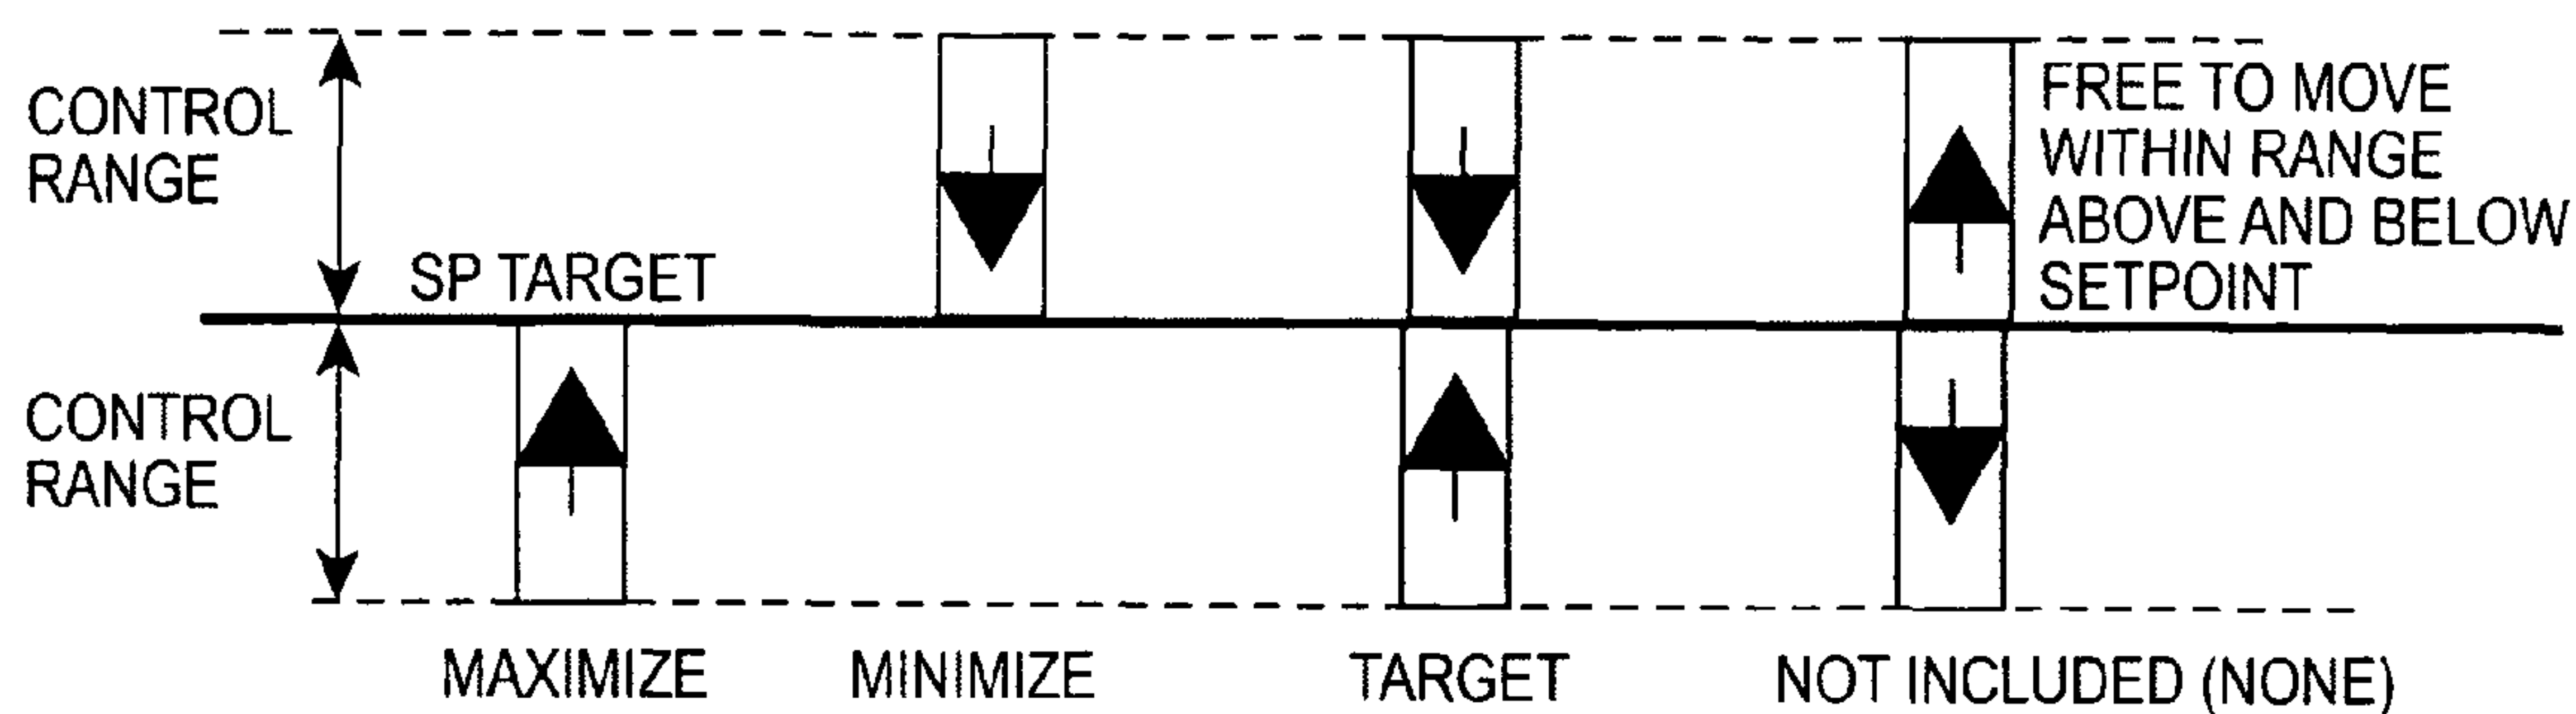 CONTROL
RANGE
SP TARGET
FREE TO MOVE
WITHIN RANGE
ABOVE AND BELOW
SETPOINT
CONTROL
RANGE
MAXIMIZE
MINIMIZE
TARGET
NOT INCLUDED (NONE)